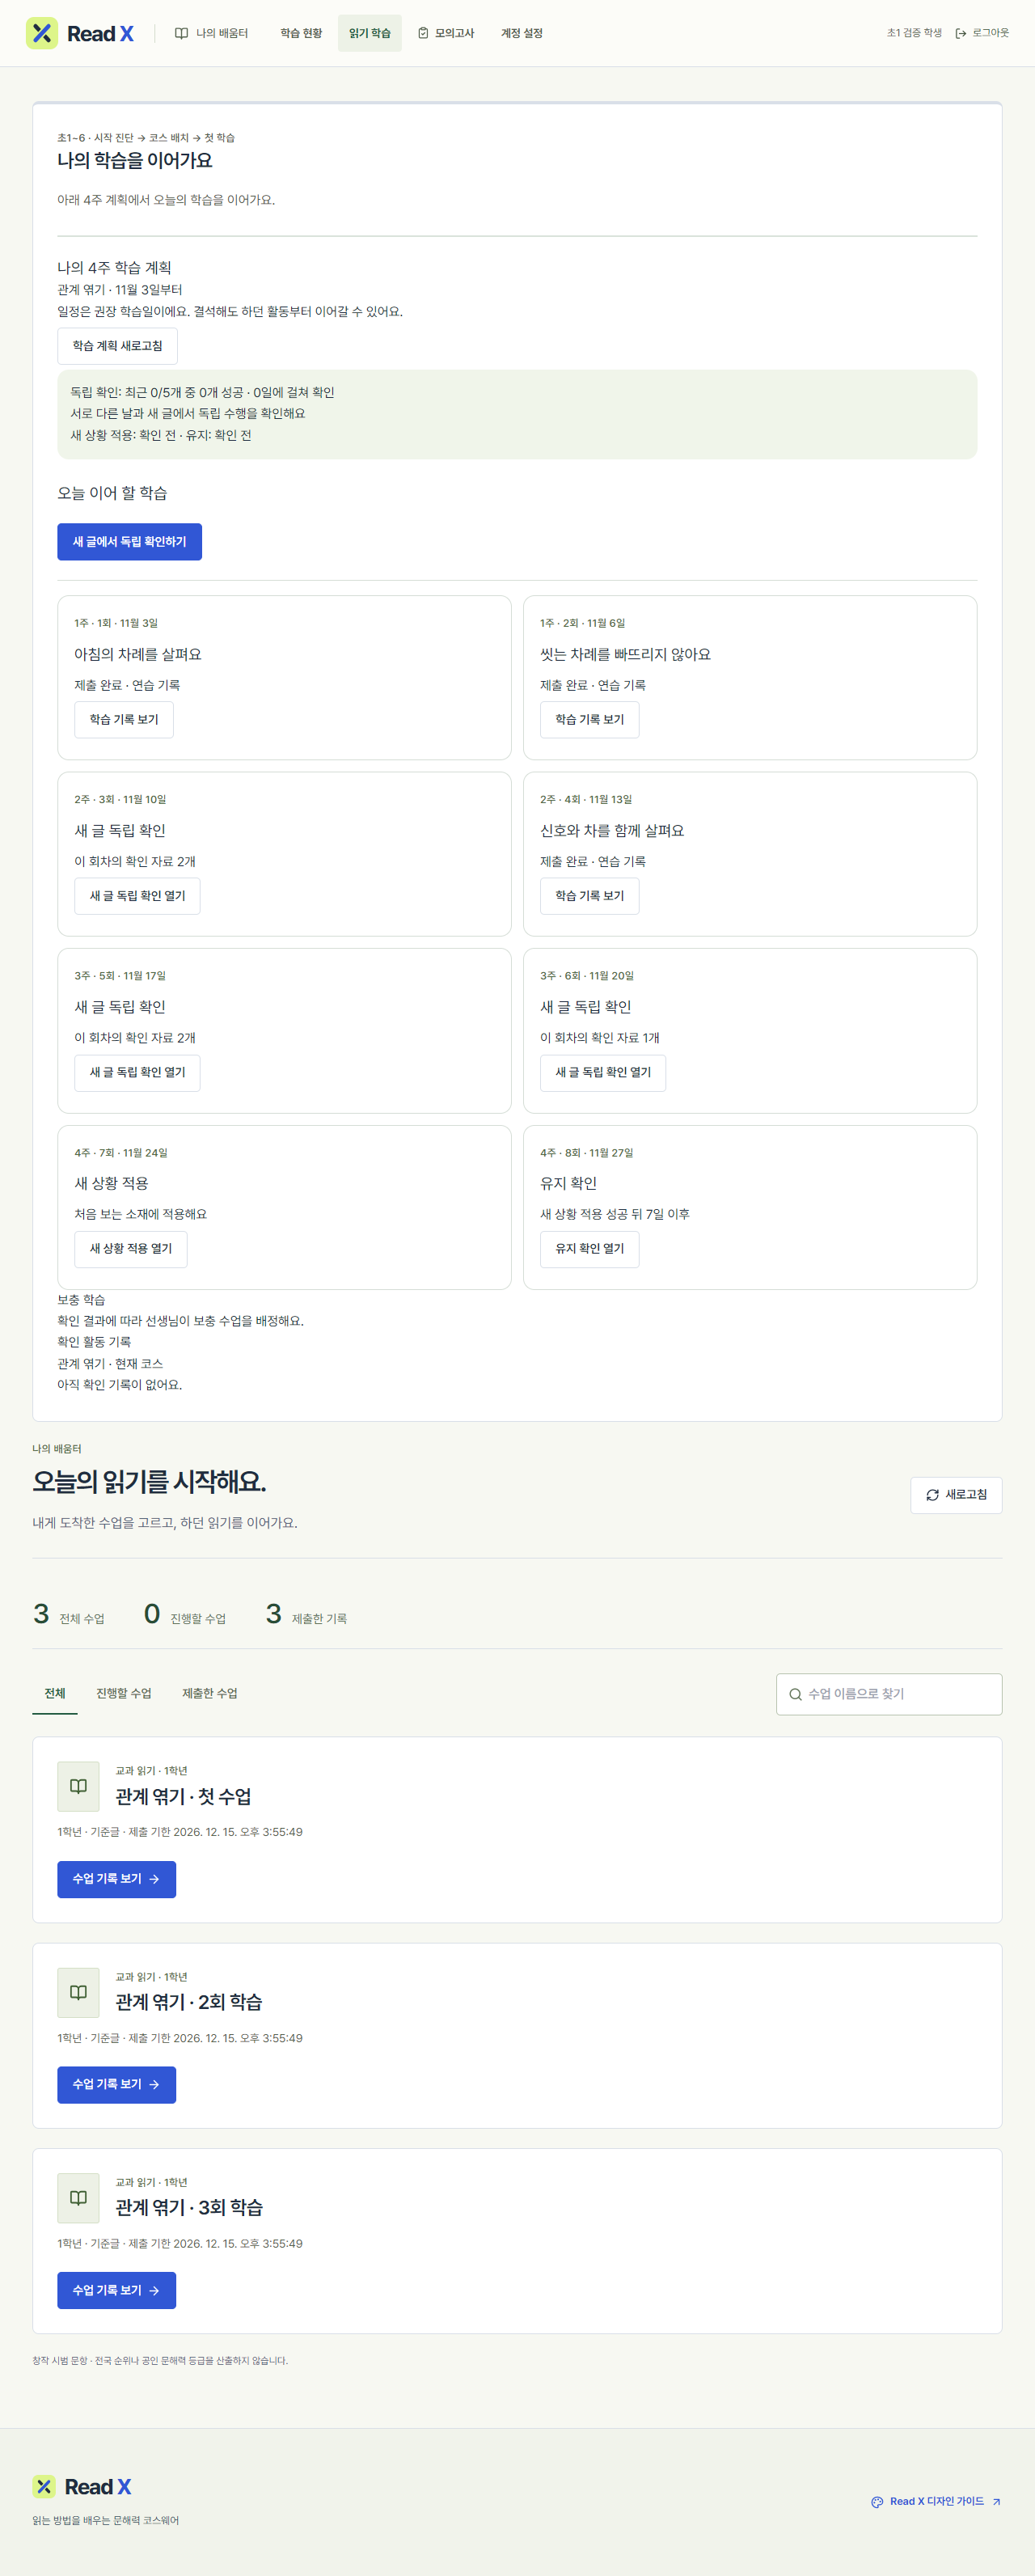 Read X
나의 배움터
학습 현황
읽기 학습
모의고사
계정 설정
초1 검증 학생
로그아웃
초1~6 · 시작 진단 → 코스 배치 → 첫 학습
나의 학습을 이어가요
아래 4주 계획에서 오늘의 학습을 이어가요.
나의 4주 학습 계획
관계 엮기 · 11월 3일부터
일정은 권장 학습일이에요. 결석해도 하던 활동부터 이어갈 수 있어요.
학습 계획 새로고침
독립 확인: 최근 0/5개 중 0개 성공 · 0일에 걸쳐 확인
서로 다른 날과 새 글에서 독립 수행을 확인해요
새 상황 적용: 확인 전 · 유지: 확인 전
오늘 이어 할 학습
새 글에서 독립 확인하기
1주 · 1회 · 11월 3일
아침의 차례를 살펴요
제출 완료 · 연습 기록
학습 기록 보기
1주 · 2회 · 11월 6일
씻는 차례를 빠뜨리지 않아요
제출 완료 · 연습 기록
학습 기록 보기
2주 · 3회 · 11월 10일
새 글 독립 확인
이 회차의 확인 자료 2개
새 글 독립 확인 열기
2주 · 4회 · 11월 13일
신호와 차를 함께 살펴요
제출 완료 · 연습 기록
학습 기록 보기
3주 · 5회 · 11월 17일
새 글 독립 확인
이 회차의 확인 자료 2개
새 글 독립 확인 열기
3주 · 6회 · 11월 20일
새 글 독립 확인
이 회차의 확인 자료 1개
새 글 독립 확인 열기
4주 · 7회 · 11월 24일
새 상황 적용
처음 보는 소재에 적용해요
새 상황 적용 열기
4주 · 8회 · 11월 27일
유지 확인
새 상황 적용 성공 뒤 7일 이후
유지 확인 열기
보충 학습
확인 결과에 따라 선생님이 보충 수업을 배정해요.
확인 활동 기록
관계 엮기 · 현재 코스
아직 확인 기록이 없어요.
나의 배움터
오늘의 읽기를 시작해요.
내게 도착한 수업을 고르고, 하던 읽기를 이어가요.
새로고침
3 전체 수업
0 진행할 수업
3 제출한 기록
전체
진행할 수업
제출한 수업
수업 이름으로 찾기
교과 읽기 · 1학년
관계 엮기 · 첫 수업
1학년 · 기준글 · 제출 기한 2026. 12. 15. 오후 3:55:49
수업 기록 보기 →
교과 읽기 · 1학년
관계 엮기 · 2회 학습
1학년 · 기준글 · 제출 기한 2026. 12. 15. 오후 3:55:49
수업 기록 보기 →
교과 읽기 · 1학년
관계 엮기 · 3회 학습
1학년 · 기준글 · 제출 기한 2026. 12. 15. 오후 3:55:49
수업 기록 보기 →
창작 시범 문항 · 전국 순위나 공인 문해력 등급을 산출하지 않습니다.
Read X
읽는 방법을 배우는 문해력 코스웨어
Read X 디자인 가이드